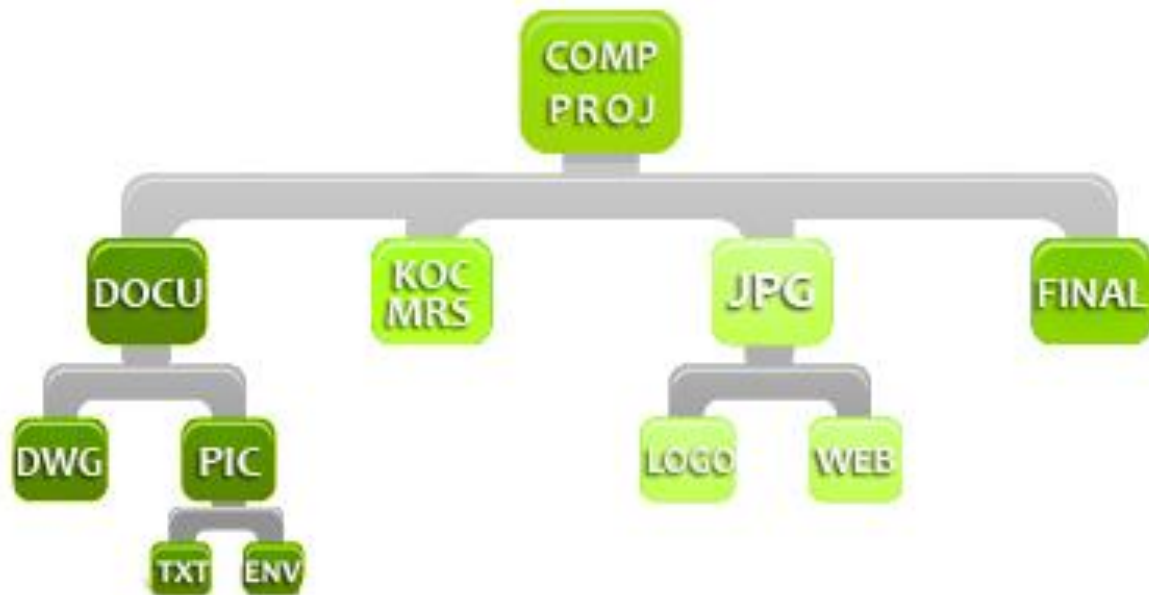 COMP
PROJ
DOCU
KOC
MRS
JPG
FINAL
DWG
PIC
LOGO
WEB
TXT
ENV